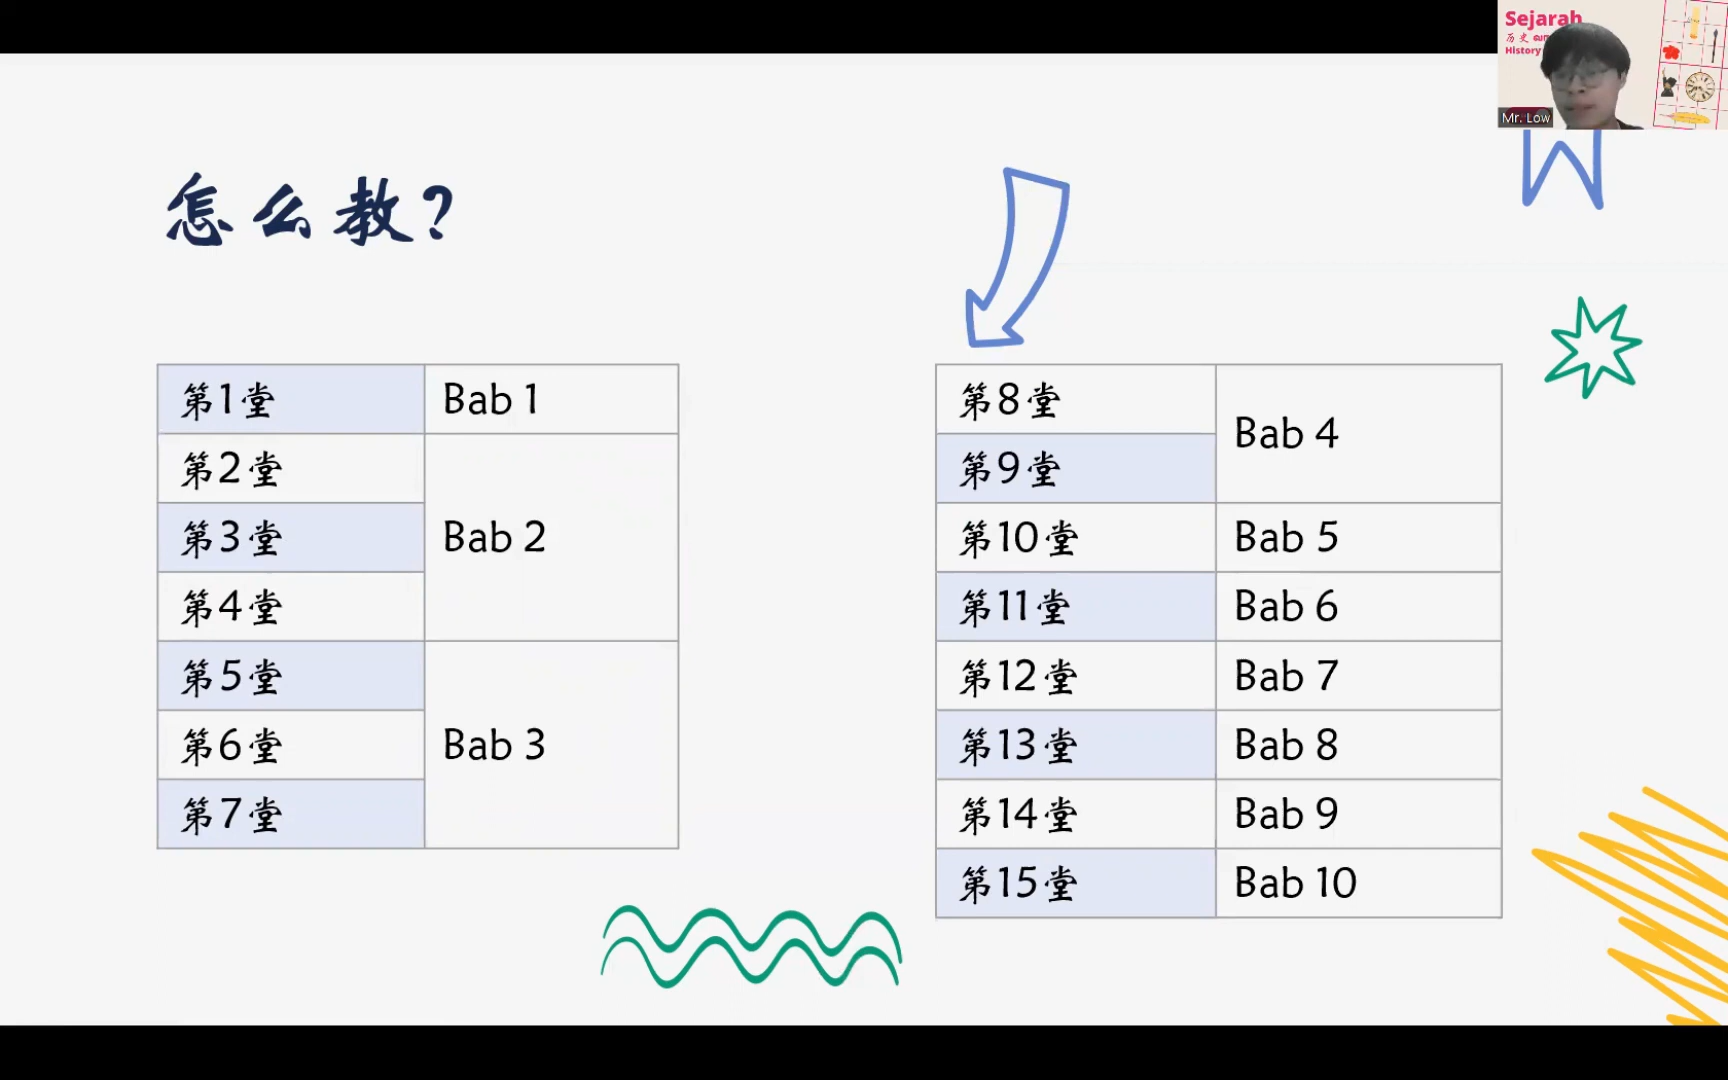 Sejarah
历史
History
Mr. Low
怎么教?
第1堂 Bab 1
第2堂
第3堂 Bab 2
第4堂
第5堂
第6堂 Bab 3
第7堂
第8堂
Bab 4
第9堂
第10堂 Bab 5
第11堂 Bab 6
第12堂 Bab 7
第13堂 Bab 8
第14堂 Bab 9
第15堂 Bab 10